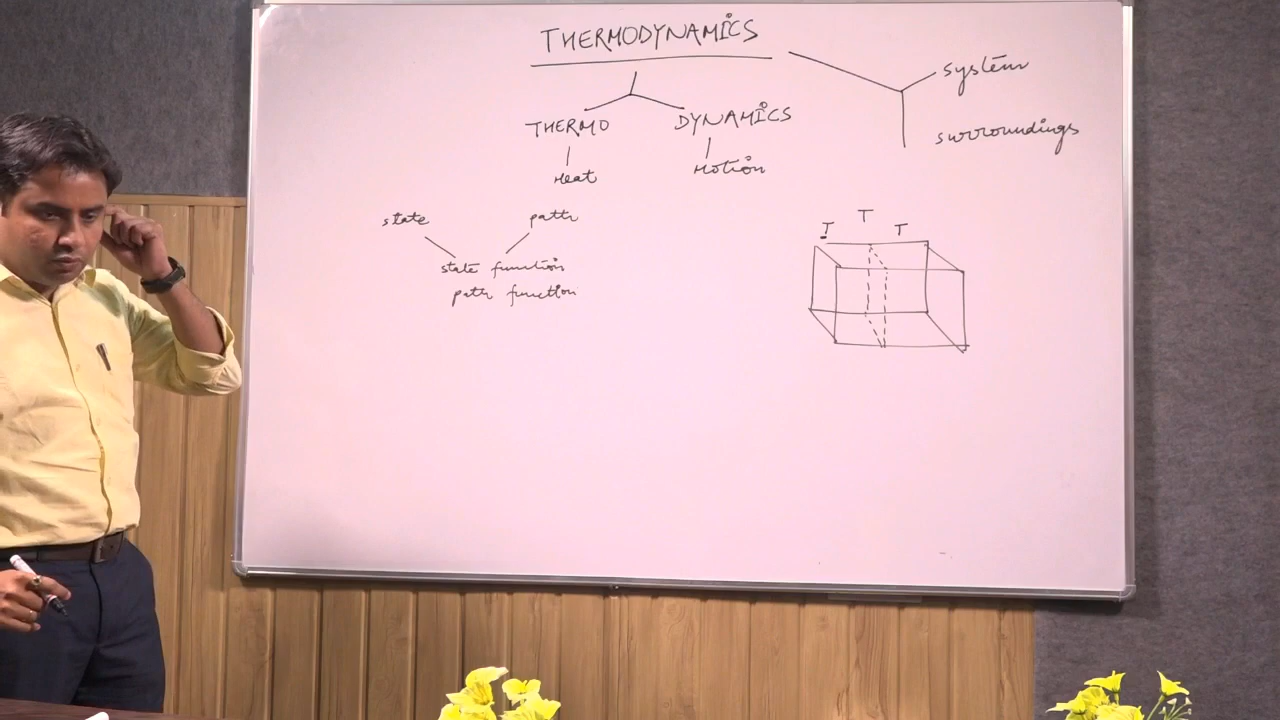 THERMODYNAMICS
system
THERMO DYNAMICS
surroundings
Heat Motion
state path
T
I T
state function
path function